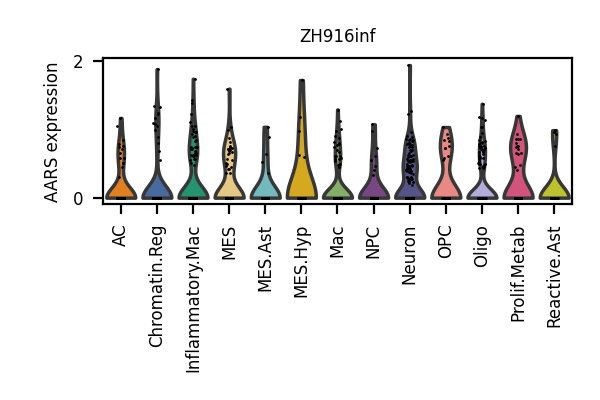 ZH916inf
AARS expression
2
0
AC
Chromatin.Reg
Inflammatory.Mac
MES
MES.Ast
MES.Hyp
Mac
NPC
Neuron
OPC
Oligo
Prolif.Metab
Reactive.Ast